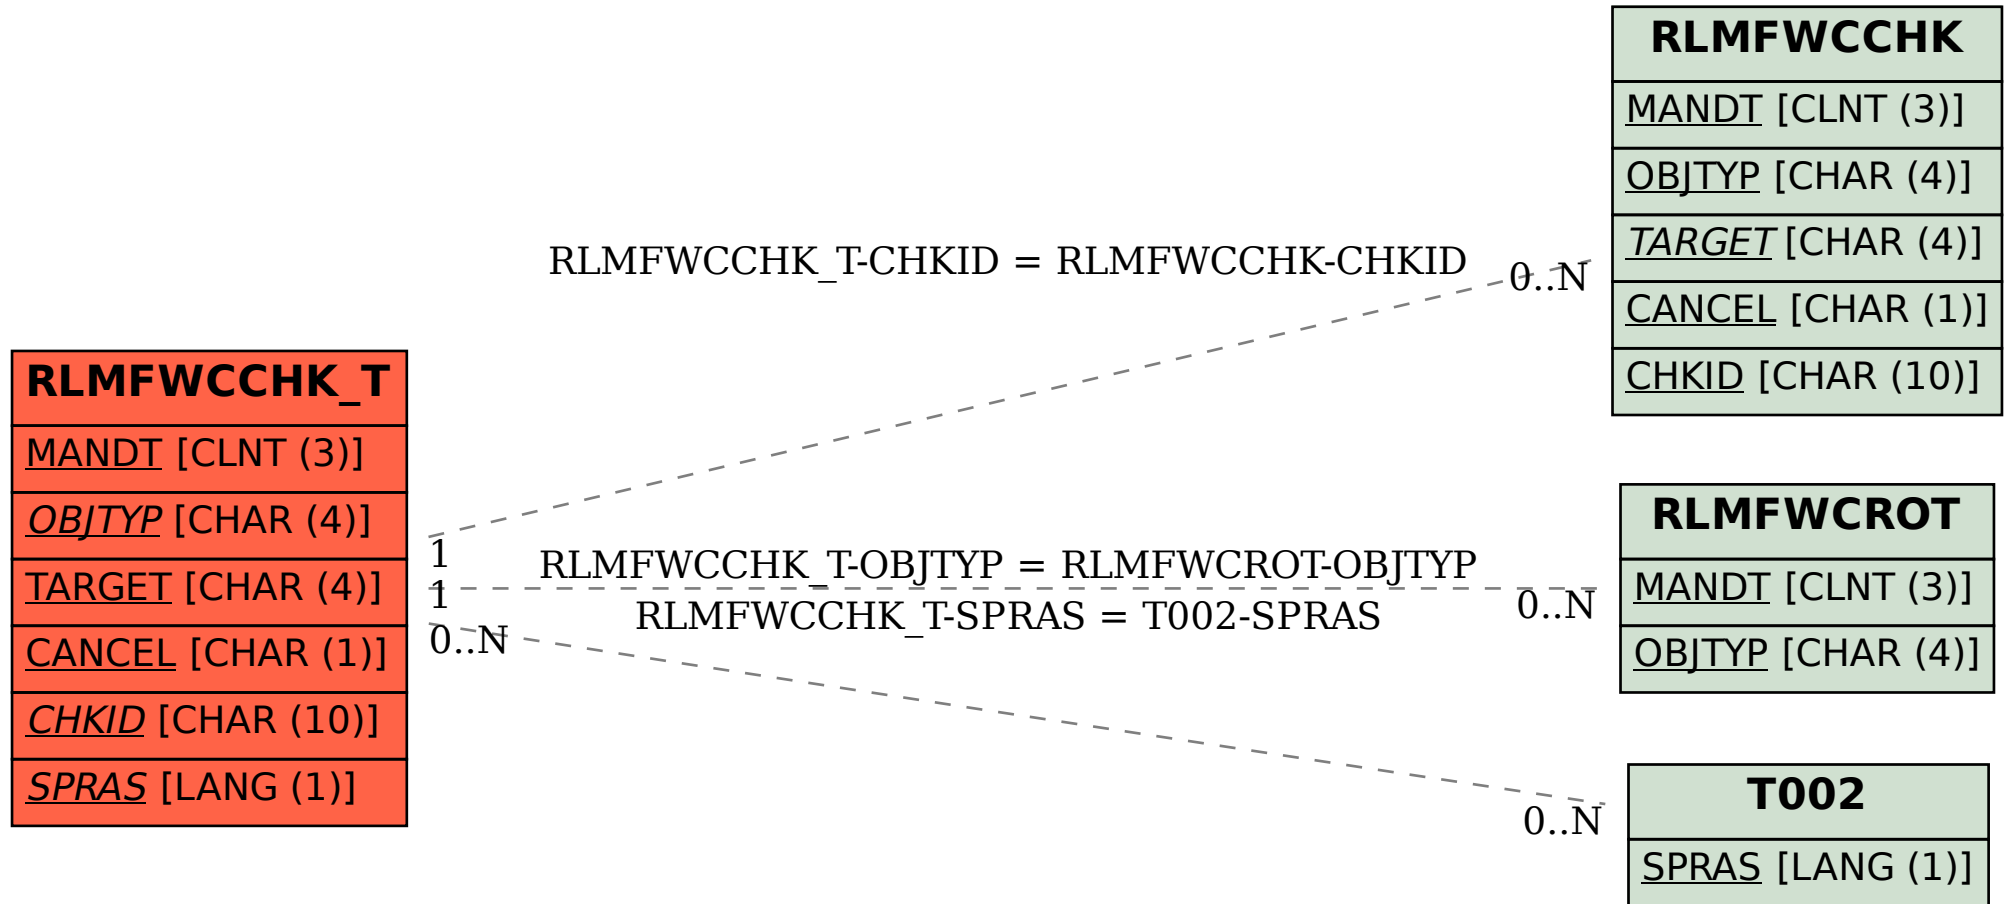 RLMFWCCHK_T
MANDT [CLNT (3)]
OBJTYP [CHAR (4)]
TARGET [CHAR (4)]
CANCEL [CHAR (1)]
CHKID [CHAR (10)]
SPRAS [LANG (1)]
RLMFWCCHK_T-CHKID = RLMFWCCHK-CHKID
0..N
1
RLMFWCCHK_T-OBJTYP = RLMFWCROT-OBJTYP
1
0..N
RLMFWCCHK_T-SPRAS = T002-SPRAS
0..N
0..N
RLMFWCCHK
MANDT [CLNT (3)]
OBJTYP [CHAR (4)]
TARGET [CHAR (4)]
CANCEL [CHAR (1)]
CHKID [CHAR (10)]
RLMFWCROT
MANDT [CLNT (3)]
OBJTYP [CHAR (4)]
T002
SPRAS [LANG (1)]